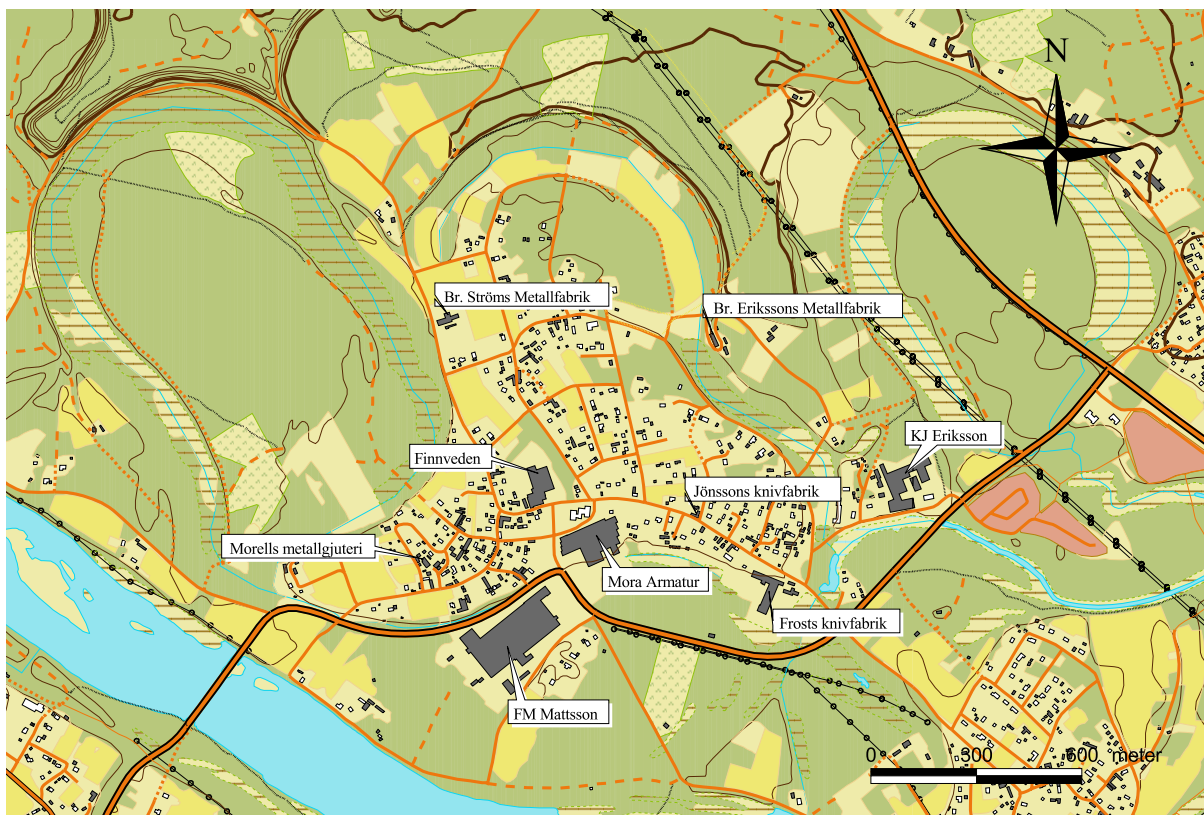 N
Br. Ströms Metallfabrik
Br. Erikssons Metallfabrik
KJ Eriksson
Finnveden
Jönssons knivfabrik
Morells metallgjuteri
Mora Armatur
Frosts knivfabrik
FM Mattsson
0 300 600 meter